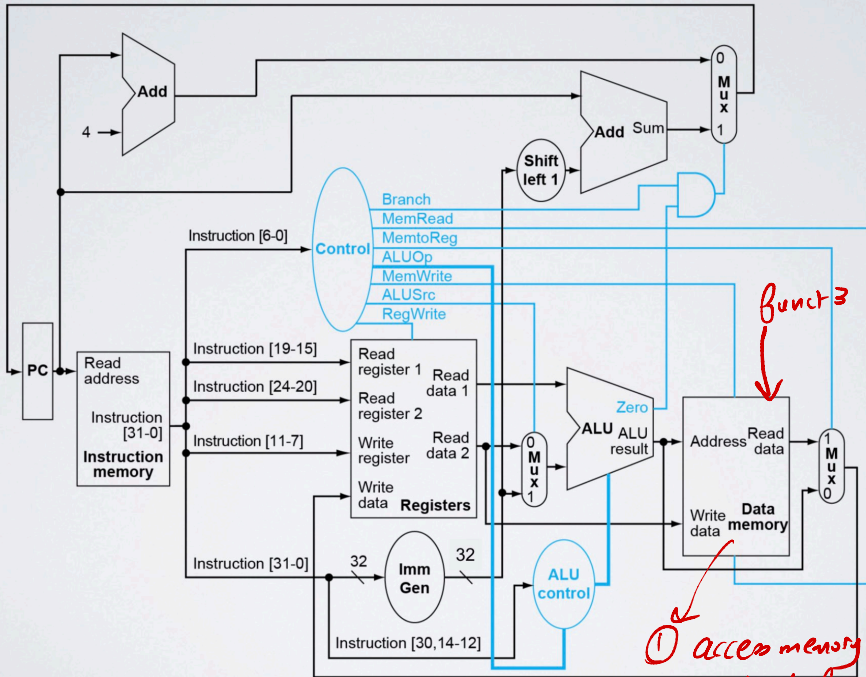 0
Mux
1
Add
4
Add Sum
Shift
left 1
Branch
MemRead
MemtoReg
ALUOp
MemWrite
ALUSrc
RegWrite
Control
Instruction [6-0]
funct3
PC
Read
address
Instruction
[31-0]
Instruction
memory
Instruction [19-15]
Instruction [24-20]
Instruction [11-7]
Read
register 1
Read
register 2
Write
register
Write
data
Read
data 1
Read
data 2
Registers
0
Mux
1
Zero
ALU ALU
result
Address
Read
data
Write
data
Data
memory
1
Mux
0
Instruction [31-0]
32
Imm
Gen
32
ALU
control
Instruction [30,14-12]
① access memory